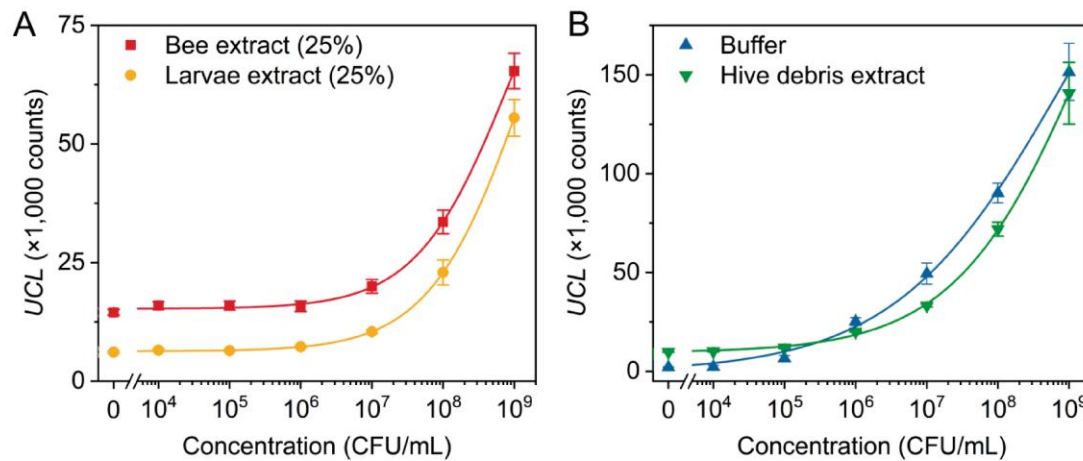 A
Bee extract (25%)
Larvae extract (25%)
UCL (×1,000 counts)
75
50
25
0
0 10⁴ 10⁵ 10⁶ 10⁷ 10⁸ 10⁹
Concentration (CFU/mL)
B
Buffer
Hive debris extract
UCL (×1,000 counts)
150
100
50
0
0 10⁴ 10⁵ 10⁶ 10⁷ 10⁸ 10⁹
Concentration (CFU/mL)